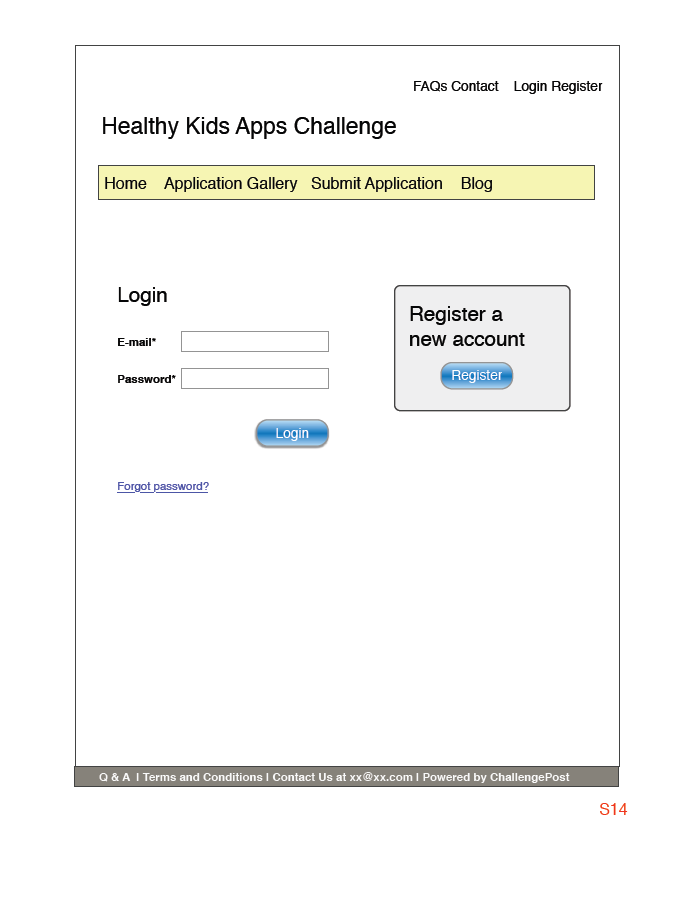 FAQs Contact Login Register
Healthy Kids Apps Challenge
Home Application Gallery Submit Application Blog
Login
E-mail*
Password*
Login
Forgot password?
Register a
new account
Register
Q & A | Terms and Conditions | Contact Us at xx@xx.com | Powered by ChallengePost
S14